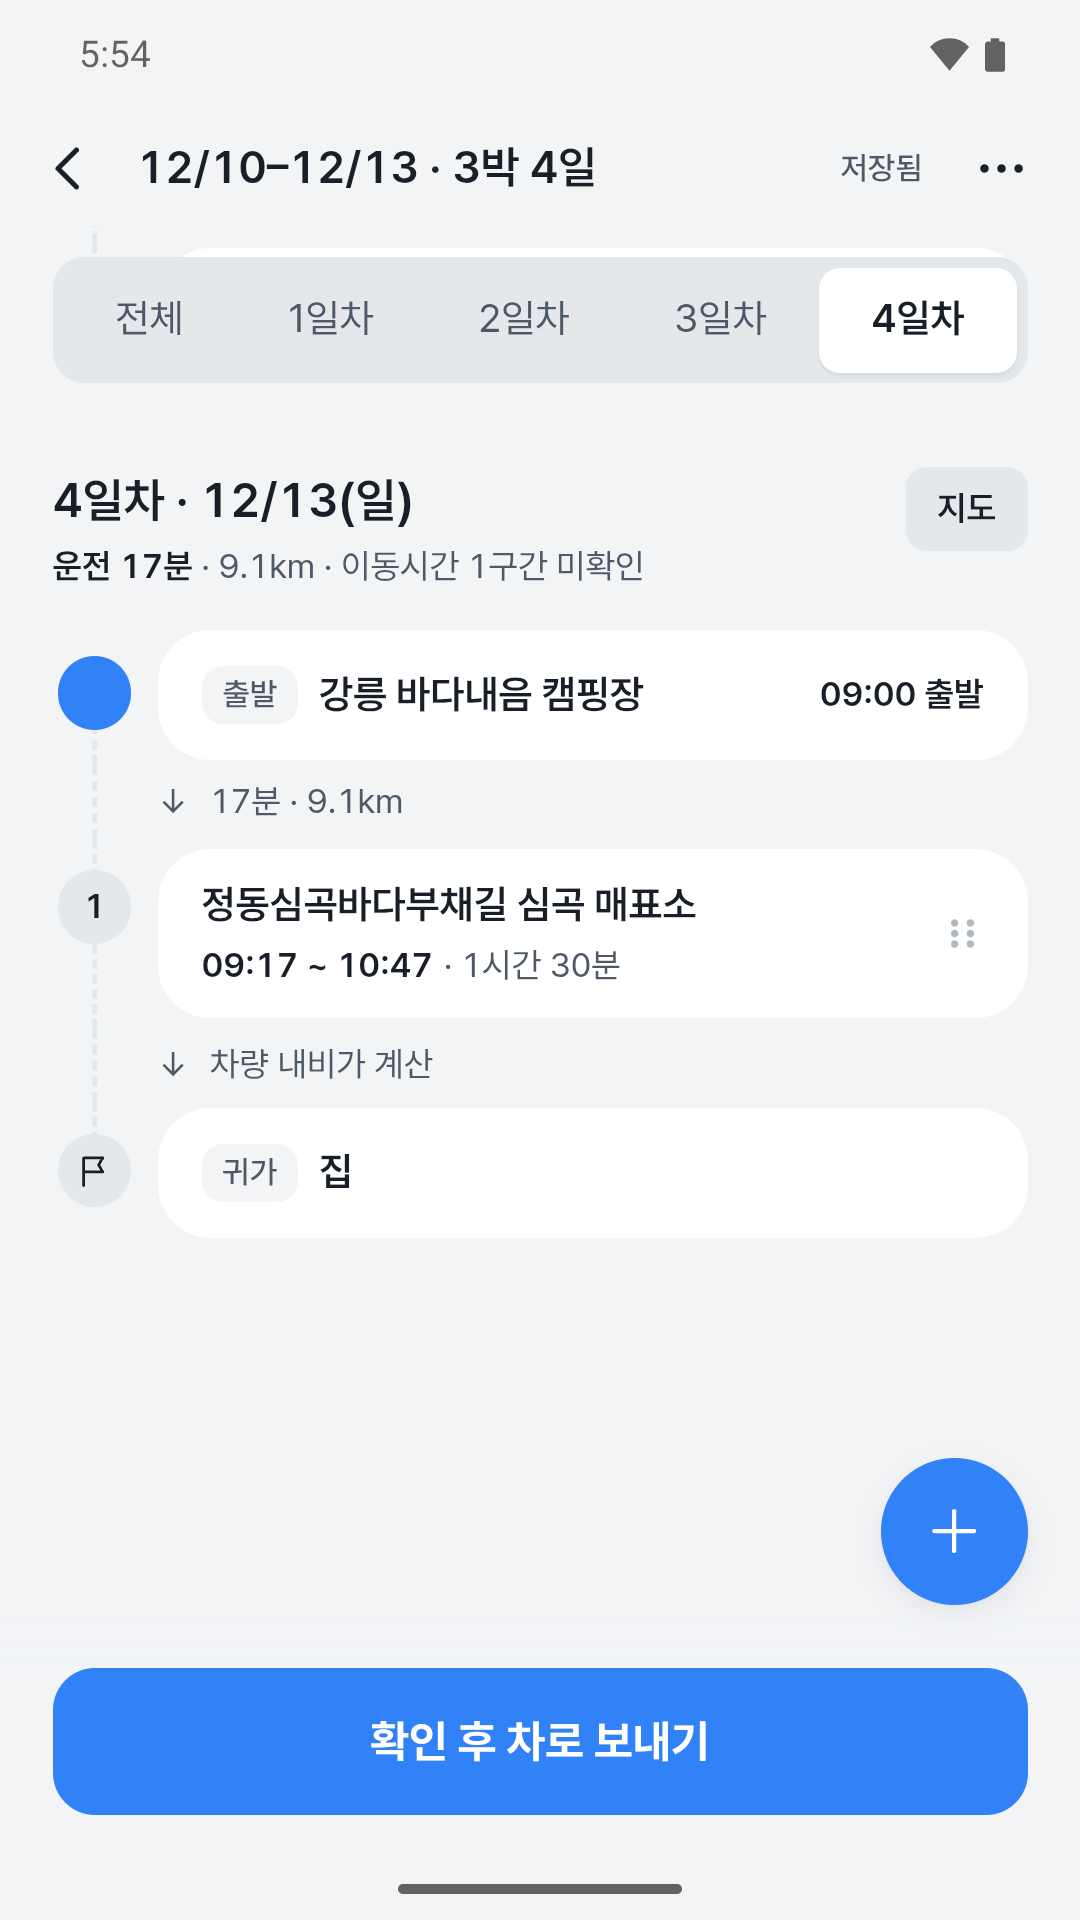 5:54
12/10–12/13 · 3박 4일
저장됨
전체
1일차
2일차
3일차
4일차
4일차 · 12/13(일)
지도
운전 17분 · 9.1km · 이동시간 1구간 미확인
출발
강릉 바다내음 캠핑장
09:00 출발
17분 · 9.1km
1
정동심곡바다부채길 심곡 매표소
09:17 ~ 10:47 · 1시간 30분
차량 내비가 계산
귀가
집
확인 후 차로 보내기